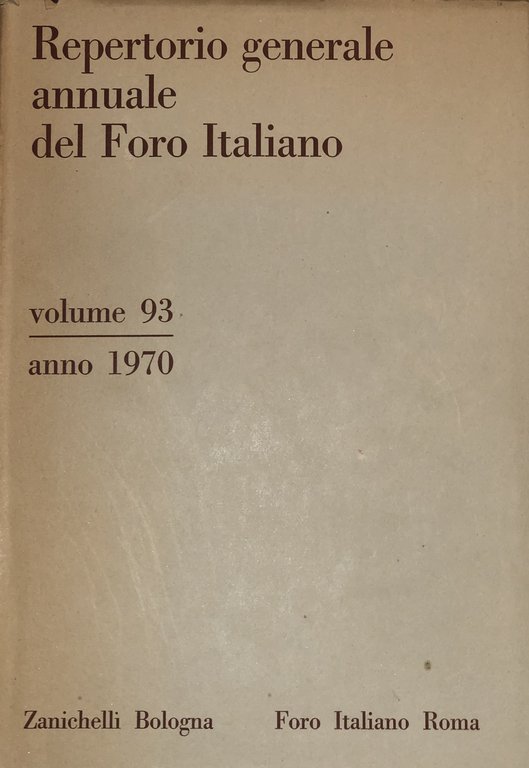 Repertorio generale
annuale
del Foro Italiano
volume 93
anno 1970
Zanichelli Bologna Foro Italiano Roma